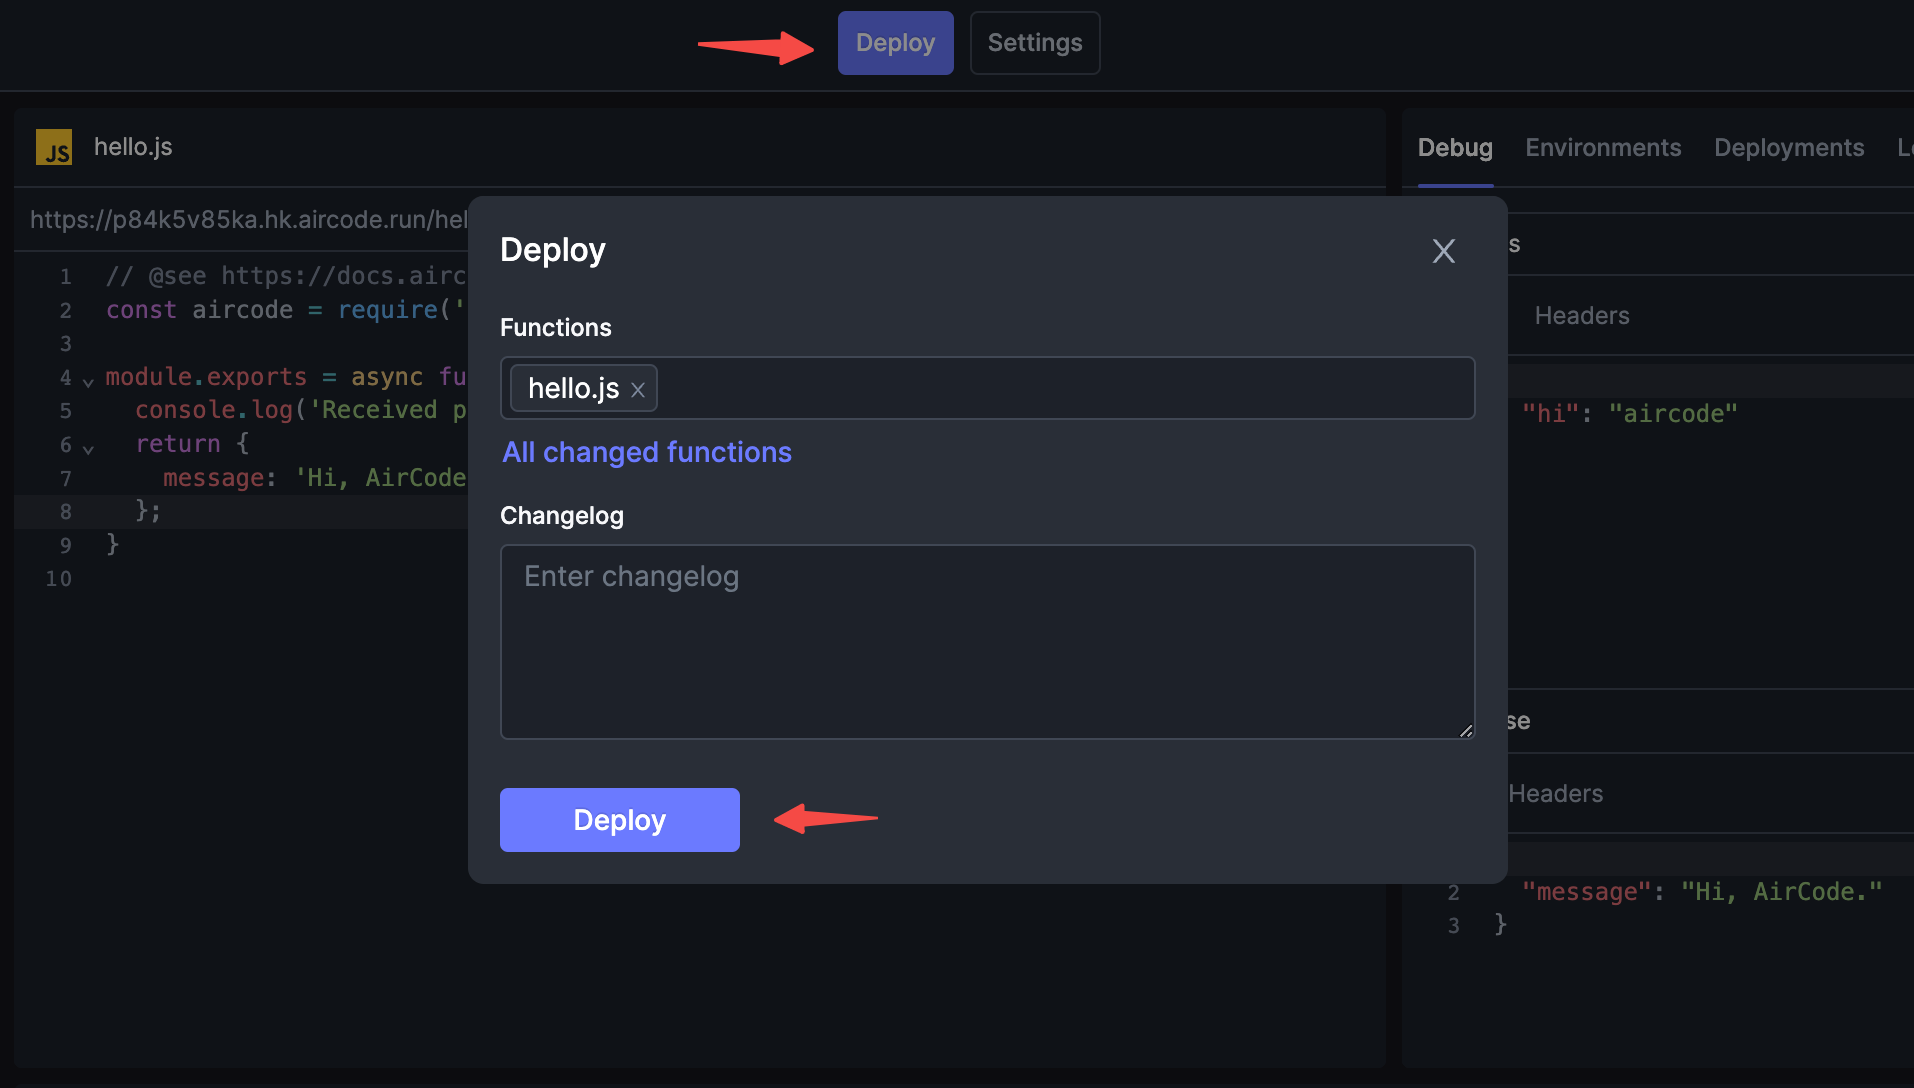 Deploy
Settings
JS hello.js
https://p84k5v85ka.hk.aircode.run/hel
1 // @see https://docs.airc
2 const aircode = require('
3
4 module.exports = async fu
5 console.log('Received p
6 return {
7 message: 'Hi, AirCode
8 };
9 }
10
Deploy
Functions
hello.js
All changed functions
Changelog
Enter changelog
Deploy
Debug Environments Deployments
Headers
"hi": "aircode"
Headers
2 "message": "Hi, AirCode."
3 }